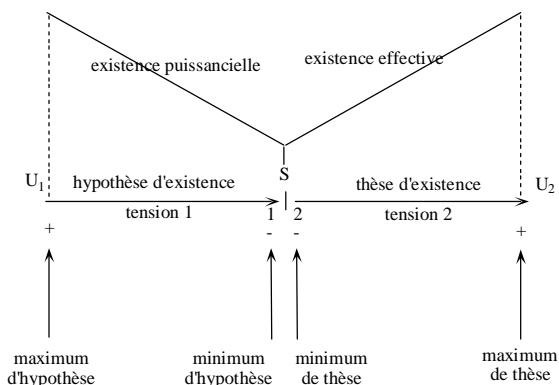 existence puissancielle
existence effective
S
U1
hypothèse d'existence
thèse d'existence
U2
tension 1
1
2
tension 2
+
-
-
+
maximum
d'hypothèse
minimum
d'hypothèse
minimum
de thèse
maximum
de thèse